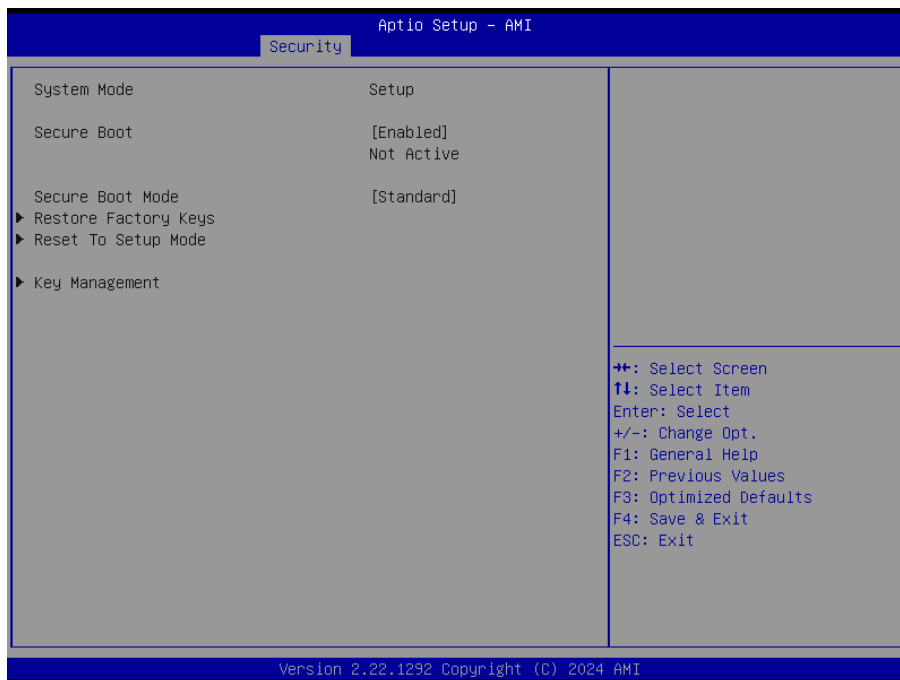 Aptio Setup – AMI
Security
System Mode Setup
Secure Boot [Enabled]
Not Active
Secure Boot Mode [Standard]
▶ Restore Factory Keys
▶ Reset To Setup Mode
▶ Key Management
→←: Select Screen
↑↓: Select Item
Enter: Select
+/-: Change Opt.
F1: General Help
F2: Previous Values
F3: Optimized Defaults
F4: Save & Exit
ESC: Exit
Version 2.22.1292 Copyright (C) 2024 AMI